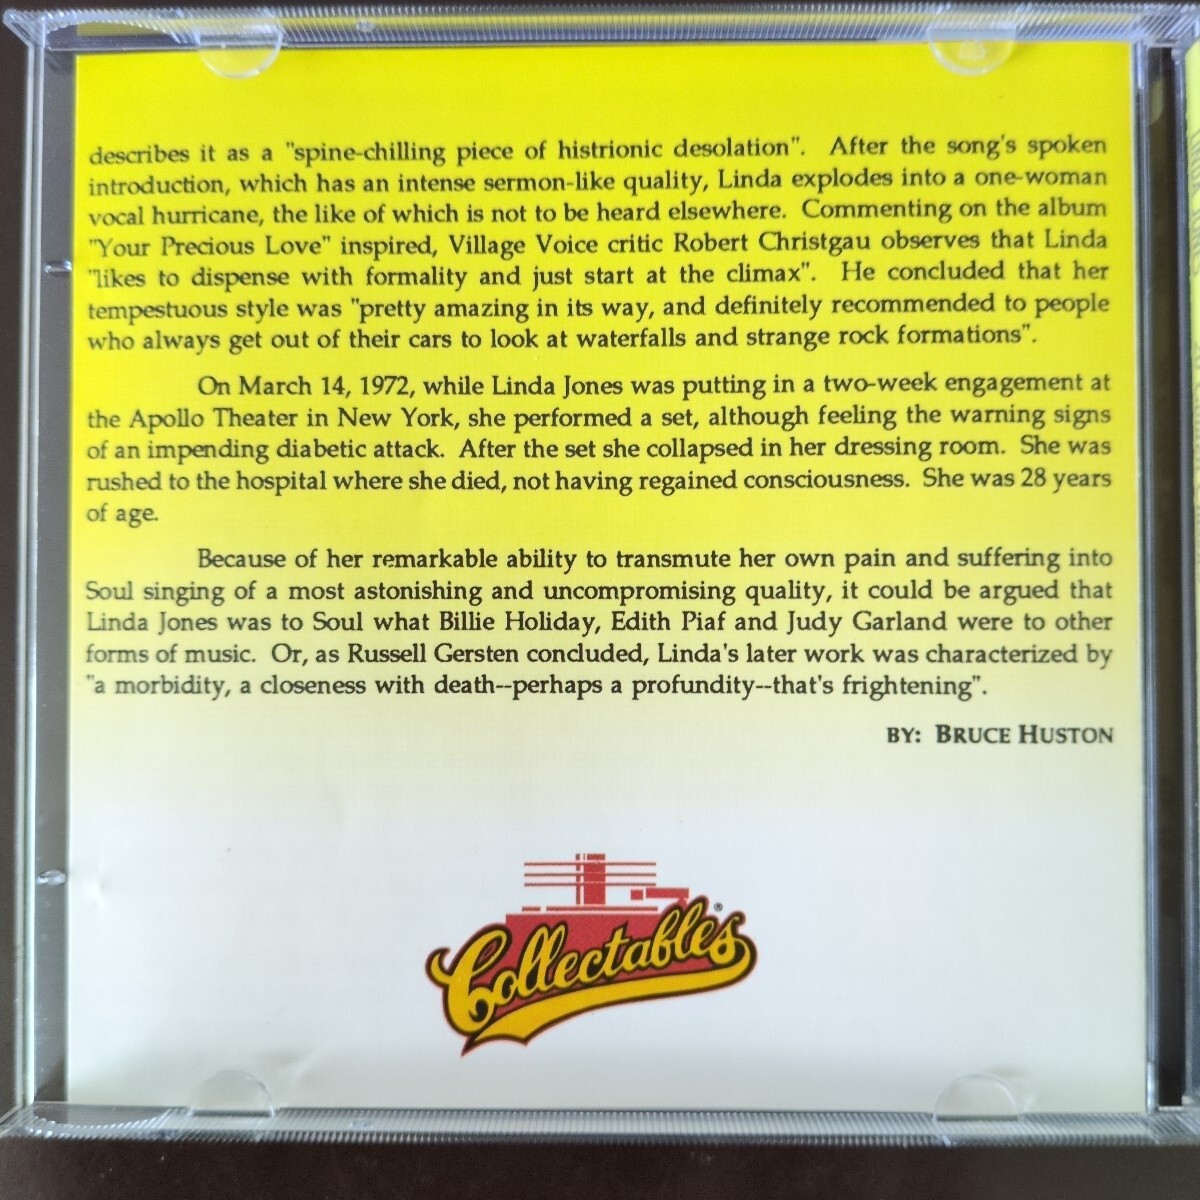 describes it as a "spine-chilling piece of histrionic desolation". After the song's spoken
introduction, which has an intense sermon-like quality, Linda explodes into a one-woman
vocal hurricane, the like of which is not to be heard elsewhere. Commenting on the album
"Your Precious Love" inspired, Village Voice critic Robert Christgau observes that Linda
"likes to dispense with formality and just start at the climax". He concluded that her
tempestuous style was "pretty amazing in its way, and definitely recommended to people
who always get out of their cars to look at waterfalls and strange rock formations".
On March 14, 1972, while Linda Jones was putting in a two-week engagement at
the Apollo Theater in New York, she performed a set, although feeling the warning signs
of an impending diabetic attack. After the set she collapsed in her dressing room. She was
rushed to the hospital where she died, not having regained consciousness. She was 28 years
of age.
Because of her remarkable ability to transmute her own pain and suffering into
Soul singing of a most astonishing and uncompromising quality, it could be argued that
Linda Jones was to Soul what Billie Holiday, Edith Piaf and Judy Garland were to other
forms of music. Or, as Russell Gersten concluded, Linda's later work was characterized by
"a morbidity, a closeness with death--perhaps a profundity--that's frightening".
BY: BRUCE HUSTON
Collectables®